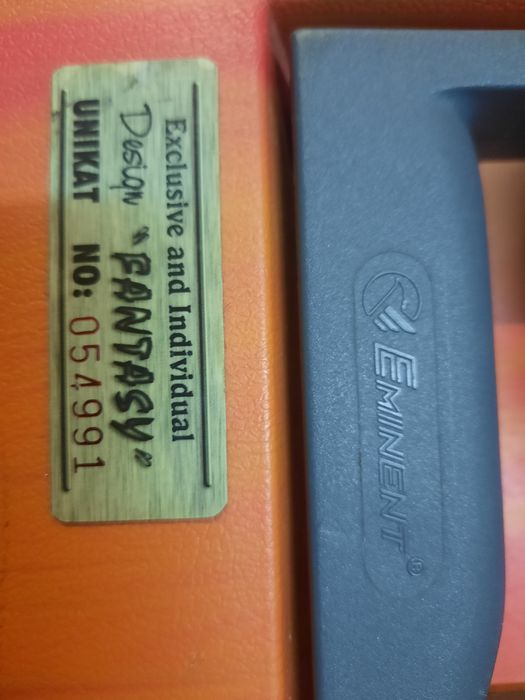 Exclusive and Individual
Design "FANTASY"
UNIKAT NO: 054991
EMINENT®